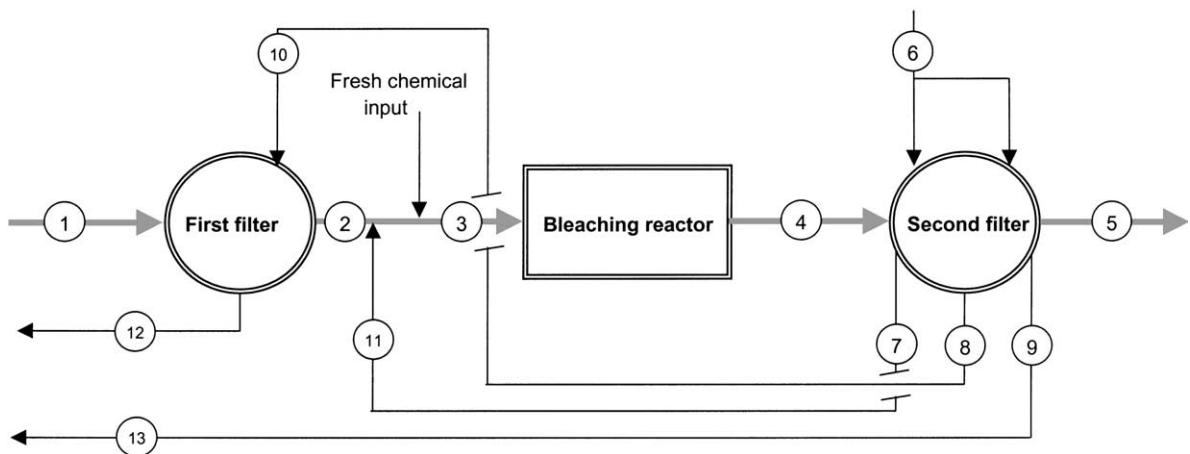 10
6
Fresh chemical
input
1
First filter
2
3
Bleaching reactor
4
Second filter
5
12
11
7
8
9
13